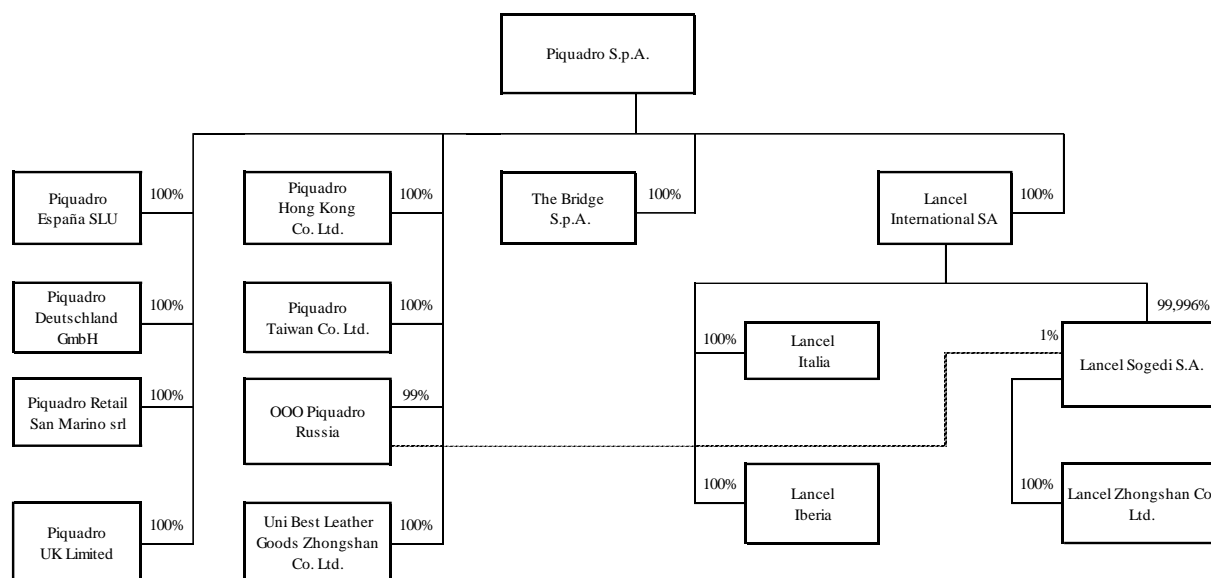 Piquadro S.p.A.
Piquadro
España SLU
100%
Piquadro
Hong Kong
Co. Ltd.
100%
The Bridge
S.p.A.
100%
Lancel
International SA
100%
Piquadro
Deutschland
GmbH
100%
Piquadro
Taiwan Co. Ltd.
100%
100%
Lancel
Italia
99,996%
1%
Lancel Sogedi S.A.
Piquadro Retail
San Marino srl
100%
OOO Piquadro
Russia
99%
Piquadro
UK Limited
100%
Uni Best Leather
Goods Zhongshan
Co. Ltd.
100%
100%
Lancel
Iberia
100%
Lancel Zhongshan Co
Ltd.